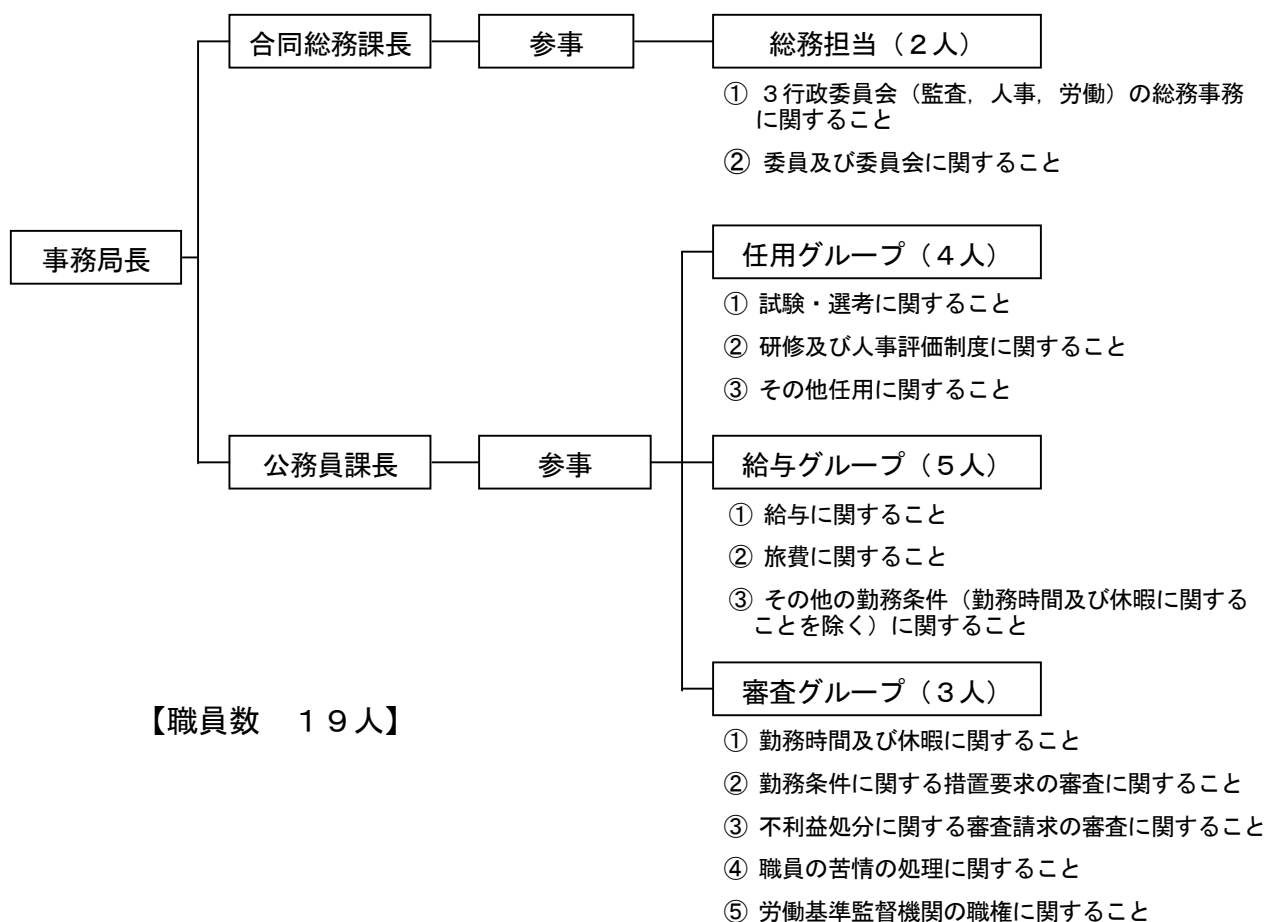 合同総務課長
参事
総務担当（２人）
① ３行政委員会（監査，人事，労働）の総務事務
に関すること
② 委員及び委員会に関すること
事務局長
任用グループ（４人）
① 試験・選考に関すること
② 研修及び人事評価制度に関すること
③ その他任用に関すること
公務員課長
参事
給与グループ（５人）
① 給与に関すること
② 旅費に関すること
③ その他の勤務条件（勤務時間及び休暇に関する
ことを除く）に関すること
審査グループ（３人）
【職員数　１９人】
① 勤務時間及び休暇に関すること
② 勤務条件に関する措置要求の審査に関すること
③ 不利益処分に関する審査請求の審査に関すること
④ 職員の苦情の処理に関すること
⑤ 労働基準監督機関の職権に関すること